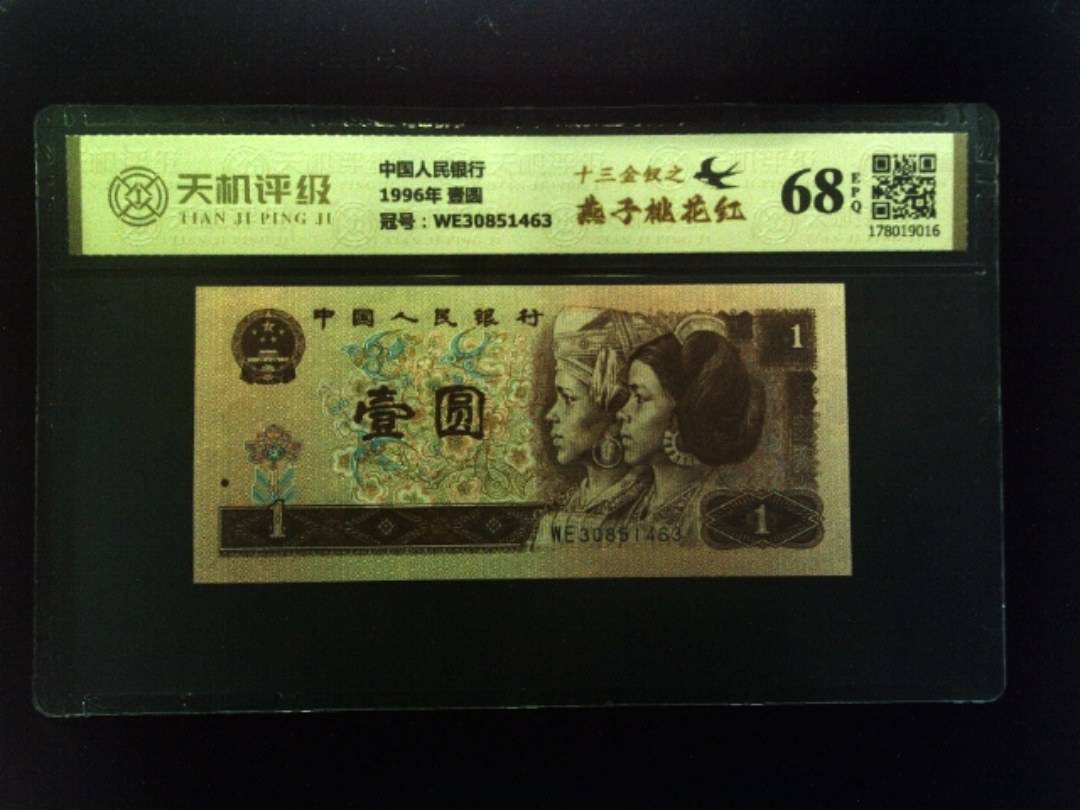 天机评级
TIAN JI PING JI
中国人民银行
1996年 壹圆
冠号：WE30851463
十三金钗之
燕子桃花红
68
EPQ
178019016
中国人民银行
壹圆
1
1
WE30851463
1